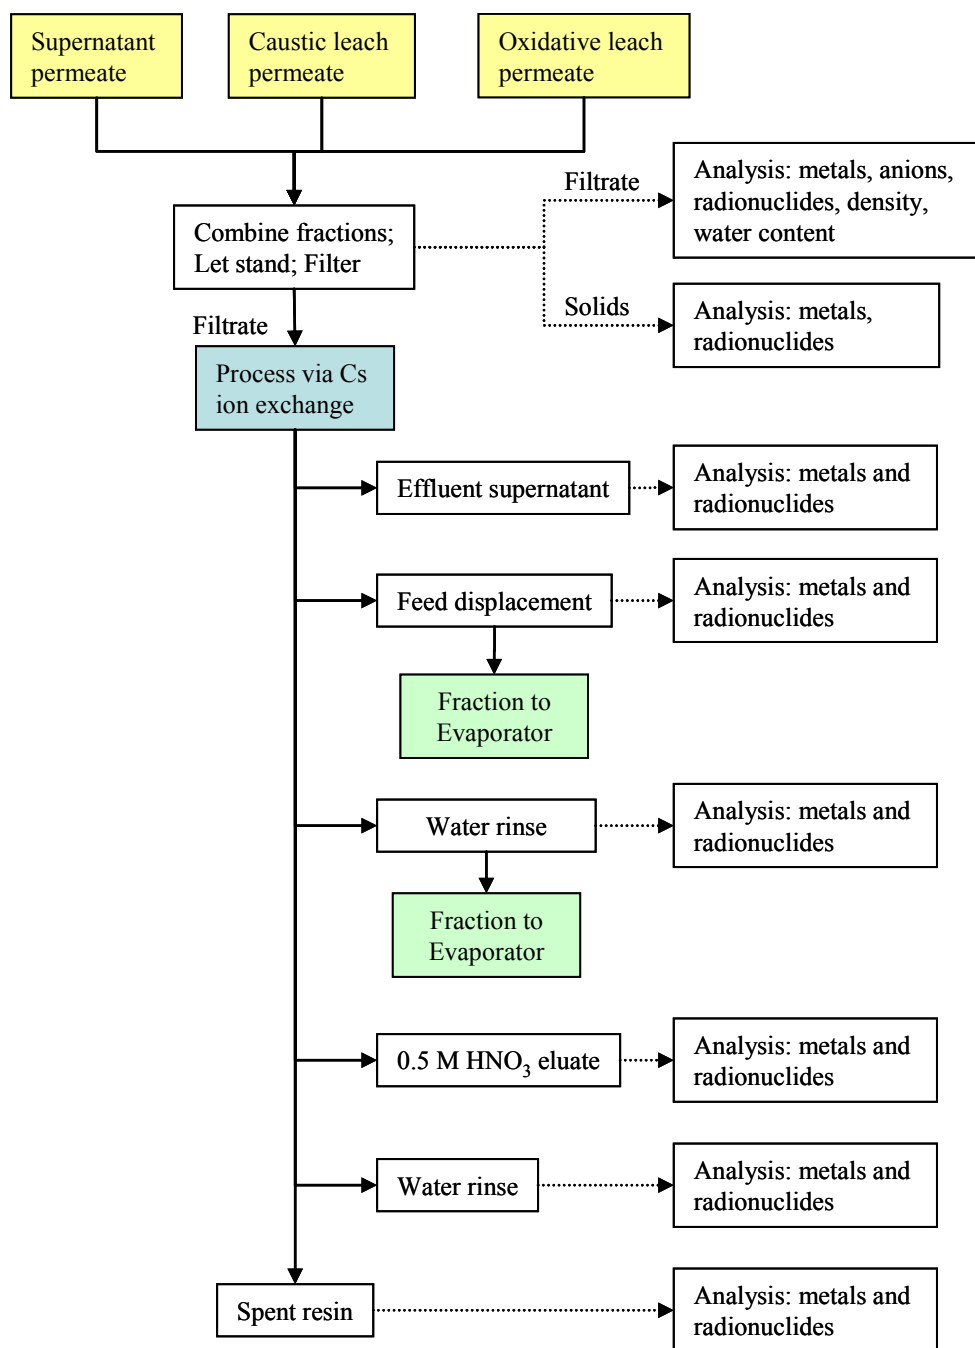 Supernatant
permeate
Caustic leach
permeate
Oxidative leach
permeate
Combine fractions;
Let stand; Filter
Filtrate
Analysis: metals, anions,
radionuclides, density,
water content
Solids
Analysis: metals,
radionuclides
Filtrate
Process via Cs
ion exchange
Effluent supernatant
Analysis: metals and
radionuclides
Feed displacement
Analysis: metals and
radionuclides
Fraction to
Evaporator
Water rinse
Analysis: metals and
radionuclides
Fraction to
Evaporator
0.5 M HNO₃ eluate
Analysis: metals and
radionuclides
Water rinse
Analysis: metals and
radionuclides
Spent resin
Analysis: metals and
radionuclides